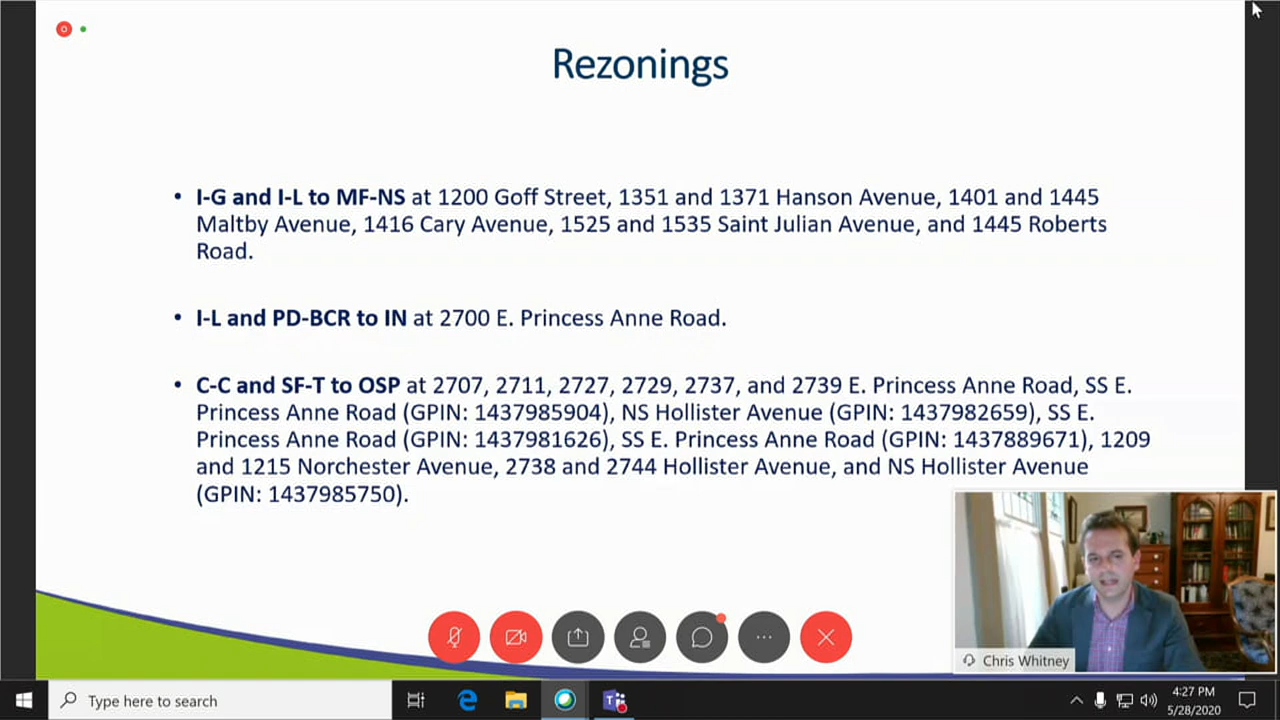 Rezonings
• I-G and I-L to MF-NS at 1200 Goff Street, 1351 and 1371 Hanson Avenue, 1401 and 1445
Maltby Avenue, 1416 Cary Avenue, 1525 and 1535 Saint Julian Avenue, and 1445 Roberts
Road.
• I-L and PD-BCR to IN at 2700 E. Princess Anne Road.
• C-C and SF-T to OSP at 2707, 2711, 2727, 2729, 2737, and 2739 E. Princess Anne Road, SS E.
Princess Anne Road (GPIN: 1437985904), NS Hollister Avenue (GPIN: 1437982659), SS E.
Princess Anne Road (GPIN: 1437981626), SS E. Princess Anne Road (GPIN: 1437889671), 1209
and 1215 Norchester Avenue, 2738 and 2744 Hollister Avenue, and NS Hollister Avenue
(GPIN: 1437985750).
Chris Whitney
Type here to search
4:27 PM
5/28/2020